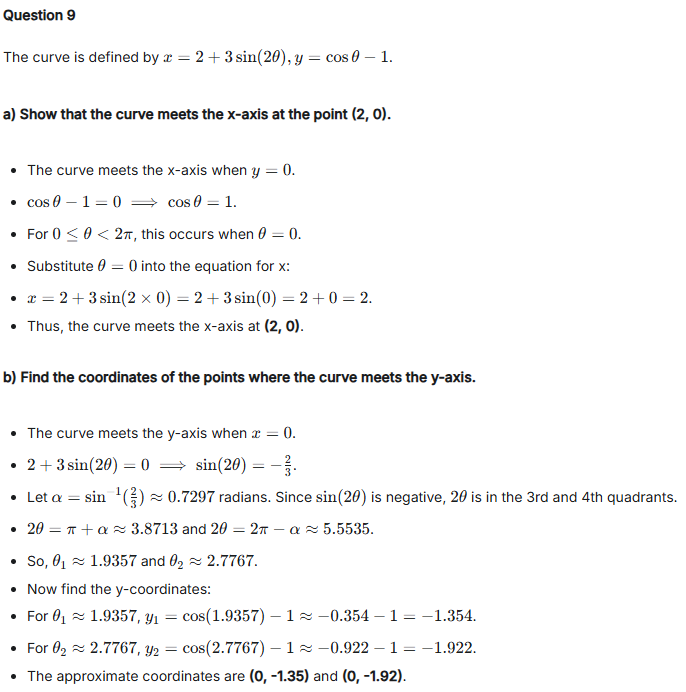 Question 9
The curve is defined by x = 2 + 3 sin(2θ), y = cos θ − 1.
a) Show that the curve meets the x-axis at the point (2, 0).
• The curve meets the x-axis when y = 0.
• cos θ − 1 = 0 ⟹ cos θ = 1.
• For 0 ≤ θ < 2π, this occurs when θ = 0.
• Substitute θ = 0 into the equation for x:
• x = 2 + 3 sin(2 × 0) = 2 + 3 sin(0) = 2 + 0 = 2.
• Thus, the curve meets the x-axis at (2, 0).
b) Find the coordinates of the points where the curve meets the y-axis.
• The curve meets the y-axis when x = 0.
• 2 + 3 sin(2θ) = 0 ⟹ sin(2θ) = −2/3.
• Let α = sin⁻¹(2/3) ≈ 0.7297 radians. Since sin(2θ) is negative, 2θ is in the 3rd and 4th quadrants.
• 2θ = π + α ≈ 3.8713 and 2θ = 2π − α ≈ 5.5535.
• So, θ₁ ≈ 1.9357 and θ₂ ≈ 2.7767.
• Now find the y-coordinates:
• For θ₁ ≈ 1.9357, y₁ = cos(1.9357) − 1 ≈ −0.354 − 1 = −1.354.
• For θ₂ ≈ 2.7767, y₂ = cos(2.7767) − 1 ≈ −0.922 − 1 = −1.922.
• The approximate coordinates are (0, -1.35) and (0, -1.92).